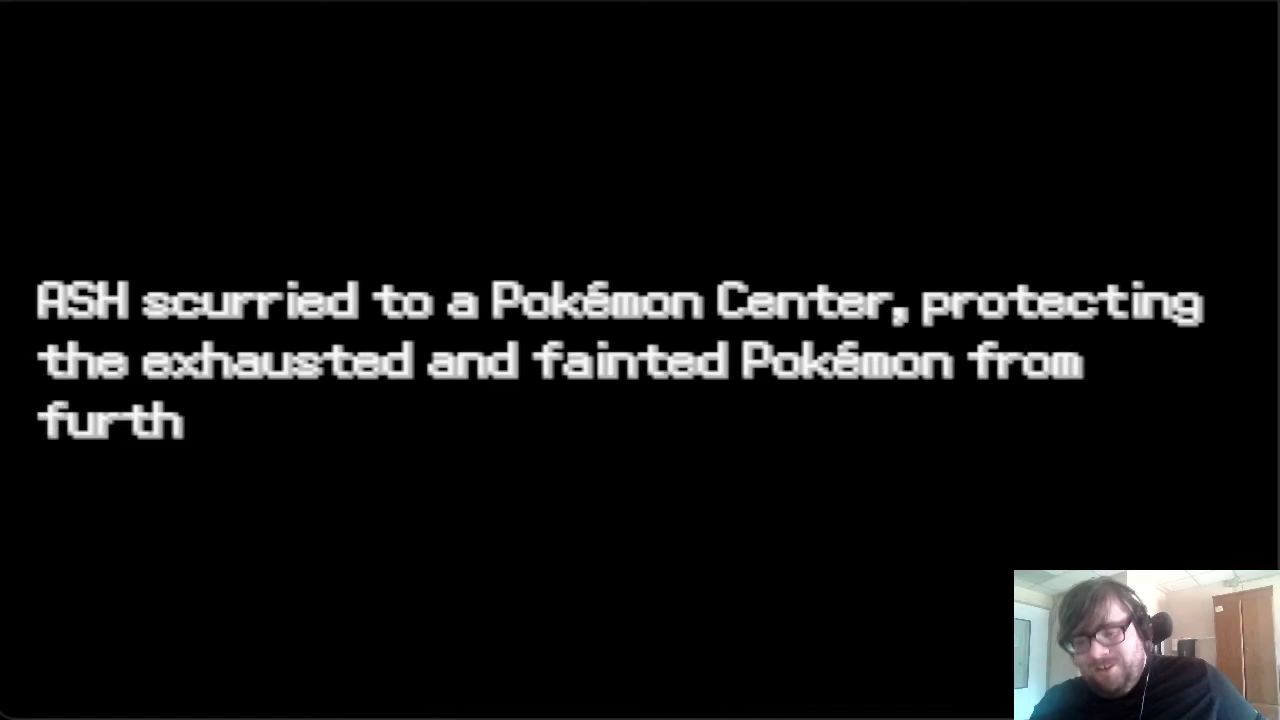 ASH scurried to a Pokémon Center, protecting
the exhausted and fainted Pokémon from
furth